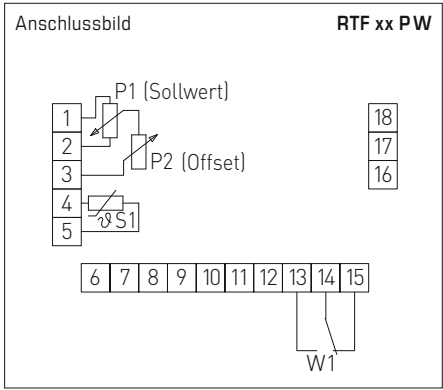 Anschlussbild RTF xx PW
P1 (Sollwert)
1
2
3
4
5
P2 (Offset)
ϑ S1
18
17
16
6 7 8 9 10 11 12 13 14 15
W1